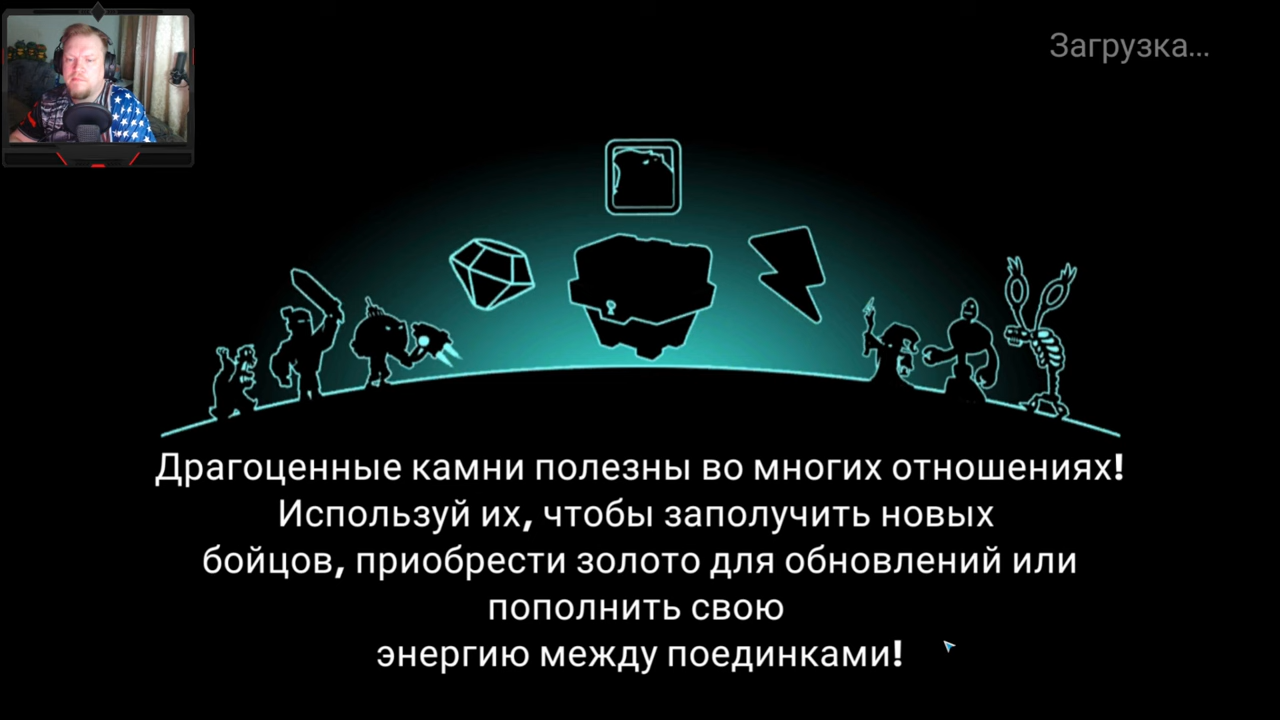 Загрузка...
Драгоценные камни полезны во многих отношениях!
Используй их, чтобы заполучить новых
бойцов, приобрести золото для обновлений или
пополнить свою
энергию между поединками!